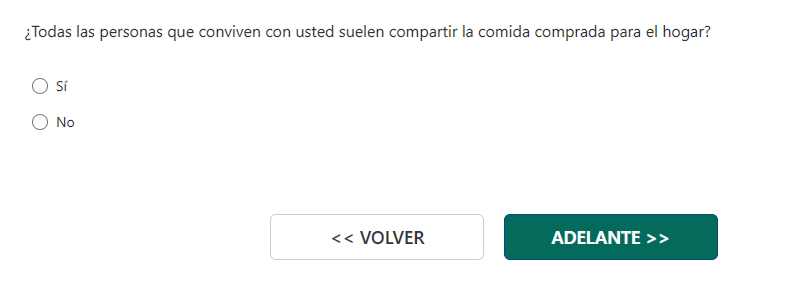 ¿Todas las personas que conviven con usted suelen compartir la comida comprada para el hogar?
Sí
No
<< VOLVER
ADELANTE >>